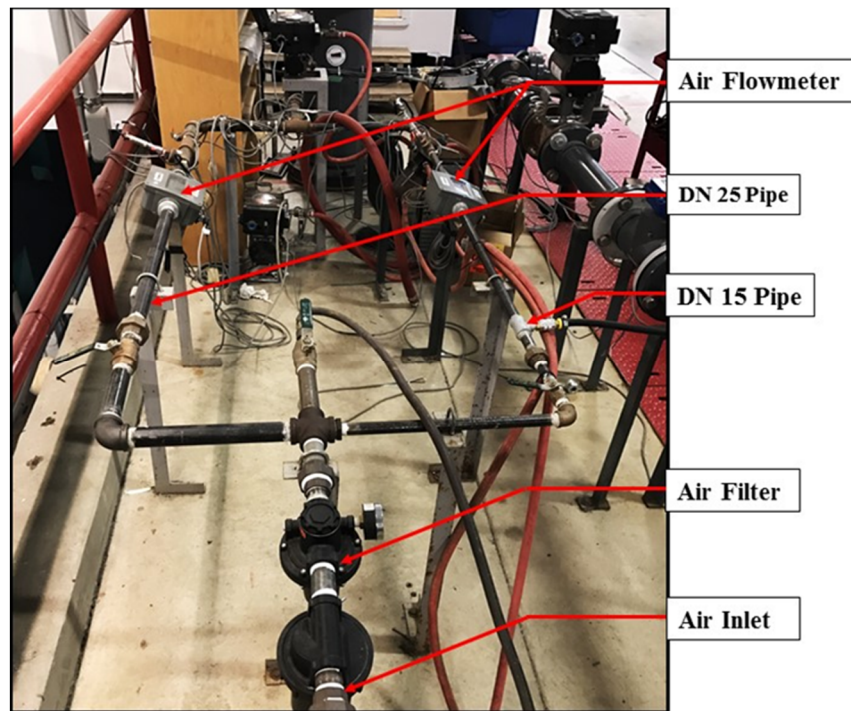 Air Flowmeter
DN 25 Pipe
DN 15 Pipe
Air Filter
Air Inlet